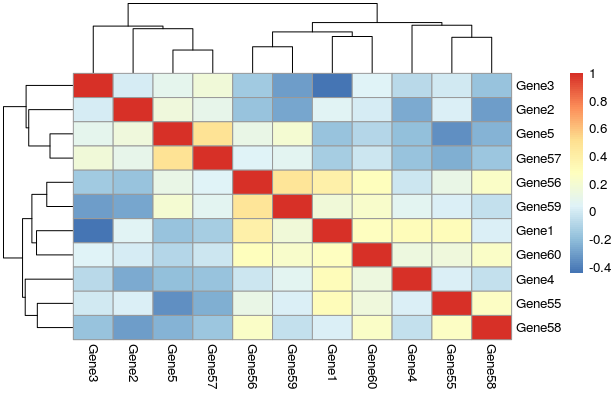 1
Gene3
0.8
Gene2
0.6
Gene5
0.4
Gene57
0.2
Gene56
0
Gene59
-0.2
Gene1
-0.4
Gene60
Gene4
Gene55
Gene58
Gene3 Gene2 Gene5 Gene57 Gene56 Gene59 Gene1 Gene60 Gene4 Gene55 Gene58